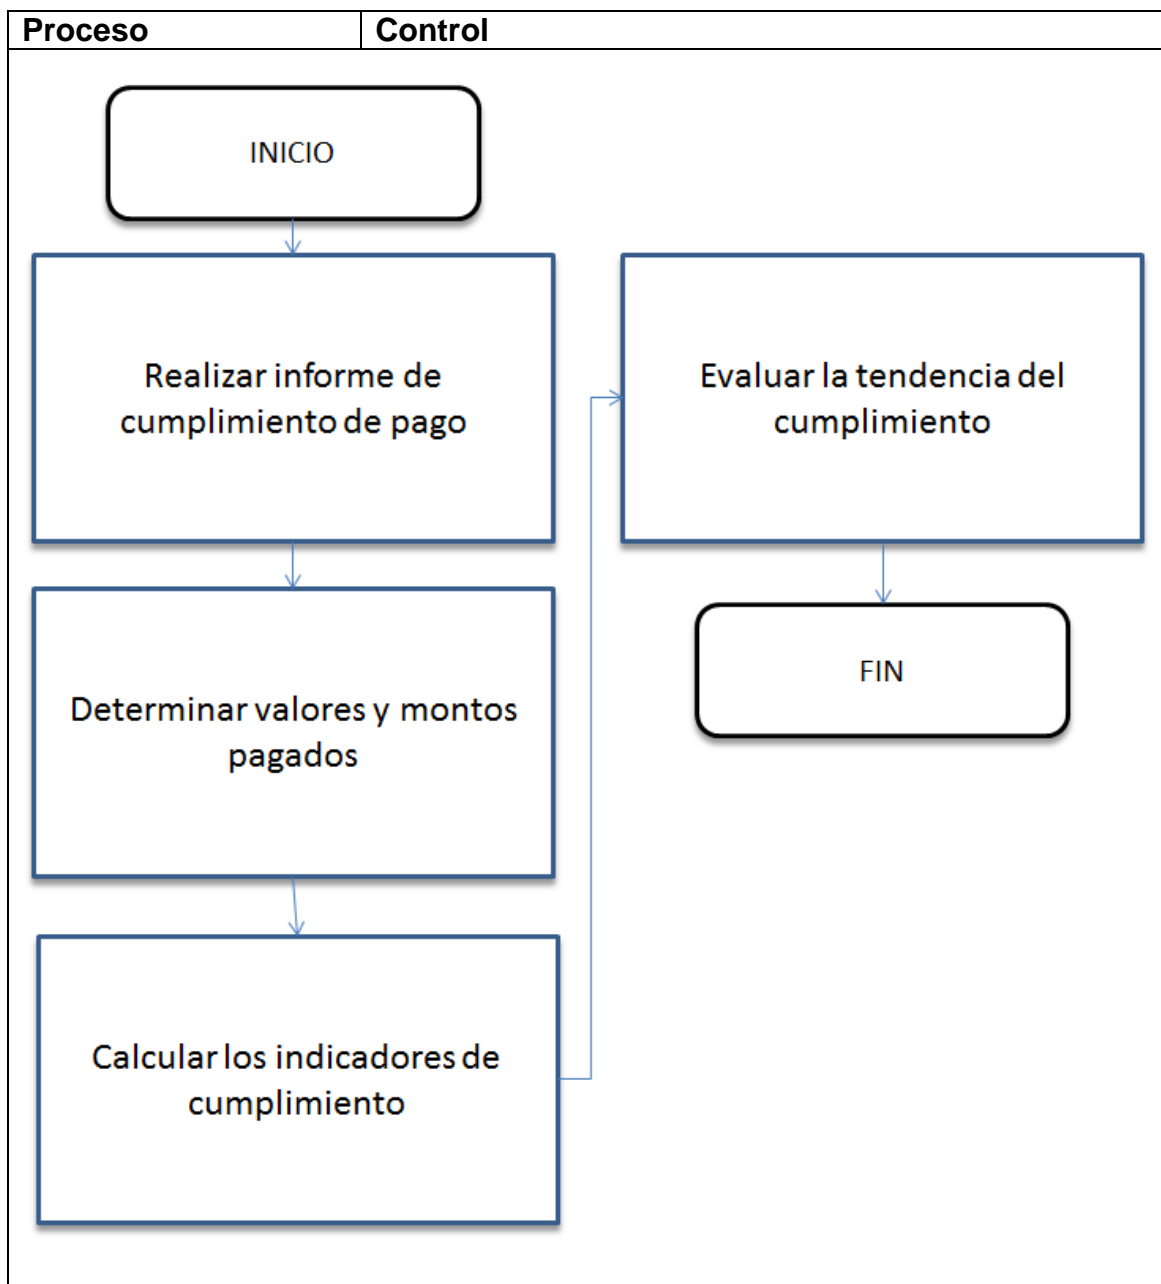 Proceso Control
INICIO
Realizar informe de
cumplimiento de pago
Determinar valores y montos
pagados
Calcular los indicadores de
cumplimiento
Evaluar la tendencia del
cumplimiento
FIN